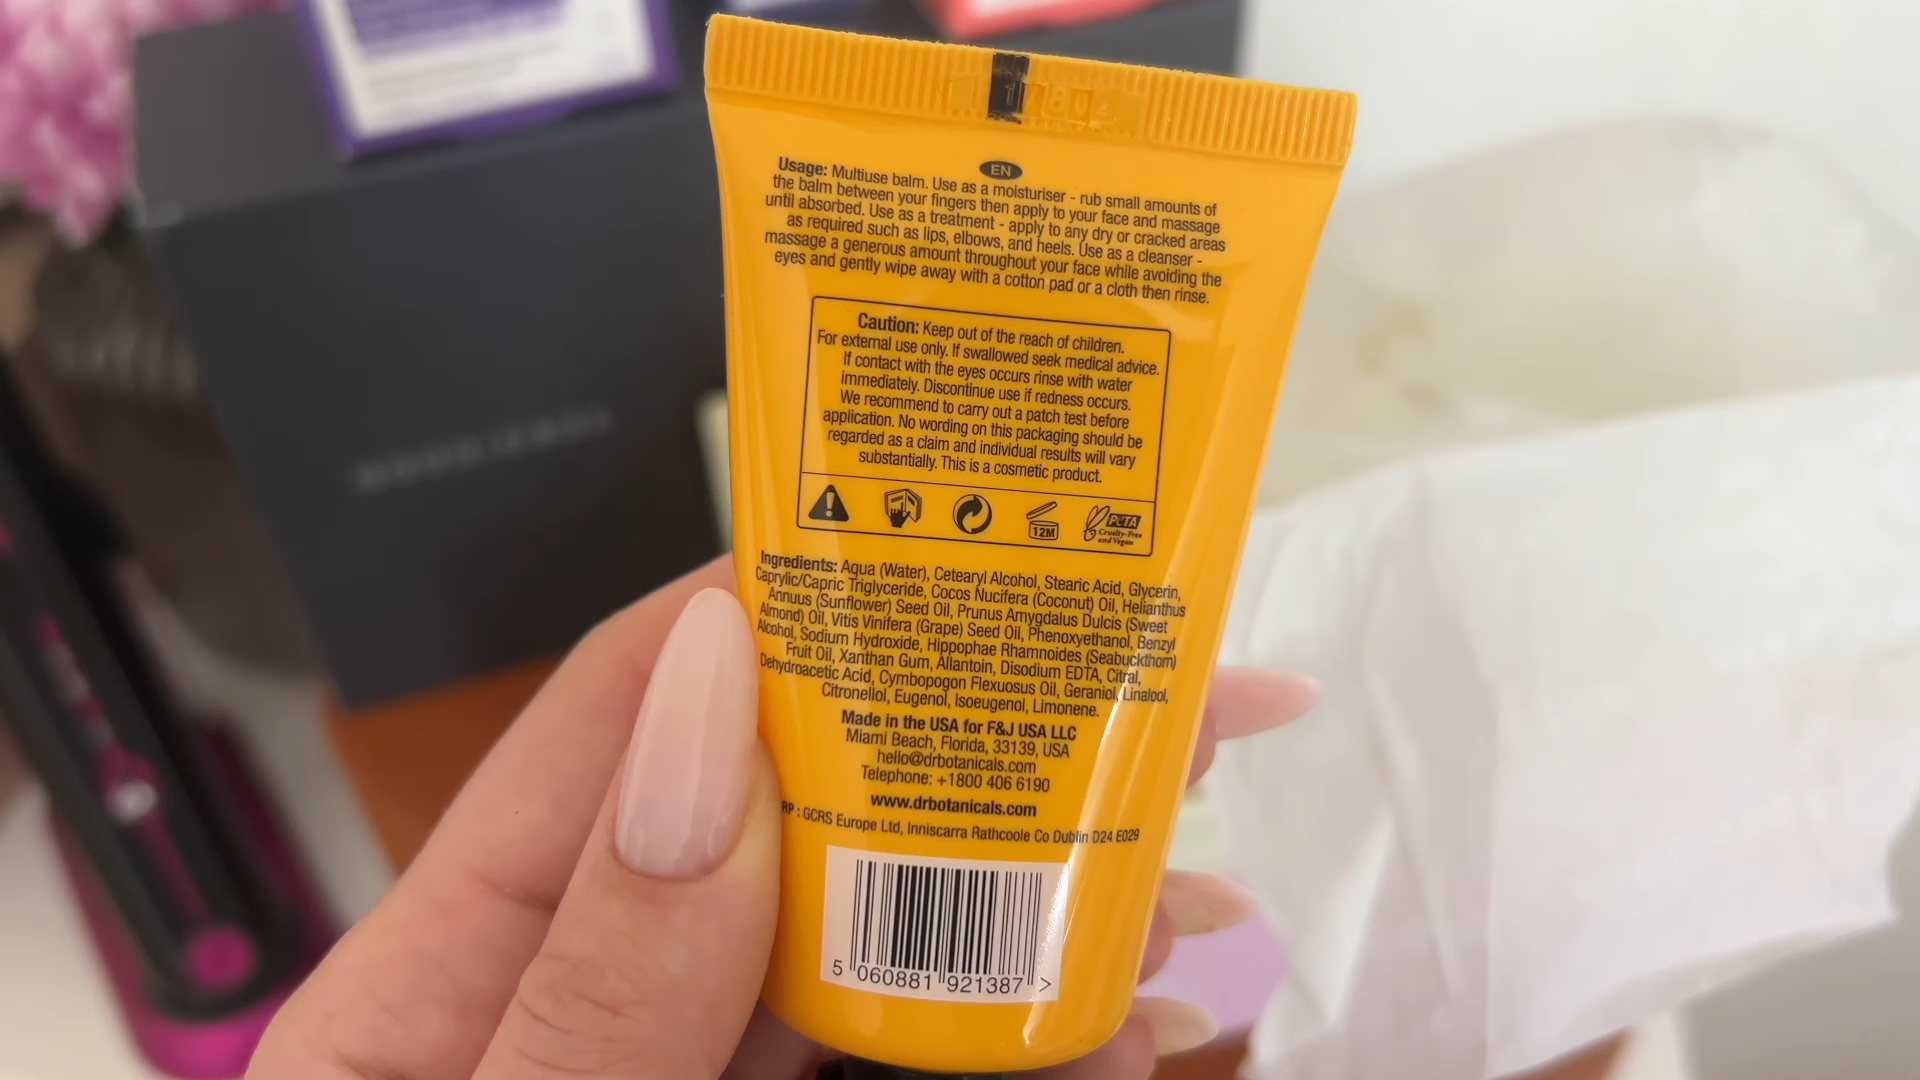 17804
EN
Usage: Multiuse balm. Use as a moisturiser - rub small amounts of
the balm between your fingers then apply to your face and massage
until absorbed. Use as a treatment - apply to any dry or cracked areas
as required such as lips, elbows, and heels. Use as a cleanser -
massage a generous amount throughout your face while avoiding the
eyes and gently wipe away with a cotton pad or a cloth then rinse.
Caution: Keep out of the reach of children.
For external use only. If swallowed seek medical advice.
If contact with the eyes occurs rinse with water
immediately. Discontinue use if redness occurs.
We recommend to carry out a patch test before
application. No wording on this packaging should be
regarded as a claim and individual results will vary
substantially. This is a cosmetic product.
12M
PETA
Cruelty-Free
and Vegan
Ingredients: Aqua (Water), Cetearyl Alcohol, Stearic Acid, Glycerin,
Caprylic/Capric Triglyceride, Cocos Nucifera (Coconut) Oil, Helianthus
Annuus (Sunflower) Seed Oil, Prunus Amygdalus Dulcis (Sweet
Almond) Oil, Vitis Vinifera (Grape) Seed Oil, Phenoxyethanol, Benzyl
Alcohol, Sodium Hydroxide, Hippophae Rhamnoides (Seabuckthorn)
Fruit Oil, Xanthan Gum, Allantoin, Disodium EDTA, Citral,
Dehydroacetic Acid, Cymbopogon Flexuosus Oil, Geraniol, Linalool,
Citronellol, Eugenol, Isoeugenol, Limonene.
Made in the USA for F&J USA LLC
Miami Beach, Florida, 33139, USA
hello@drbotanicals.com
Telephone: +1800 406 6190
www.drbotanicals.com
RP : GCRS Europe Ltd, Inniscarra Rathcoole Co Dublin D24 E029
5 060881 921387 >